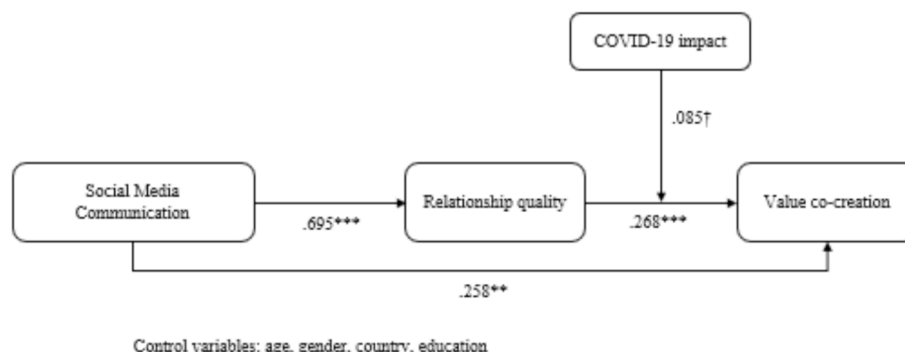 COVID-19 impact
.085†
Social Media
Communication
.695***
Relationship quality
.268***
Value co-creation
.258**
Control variables: age, gender, country, education